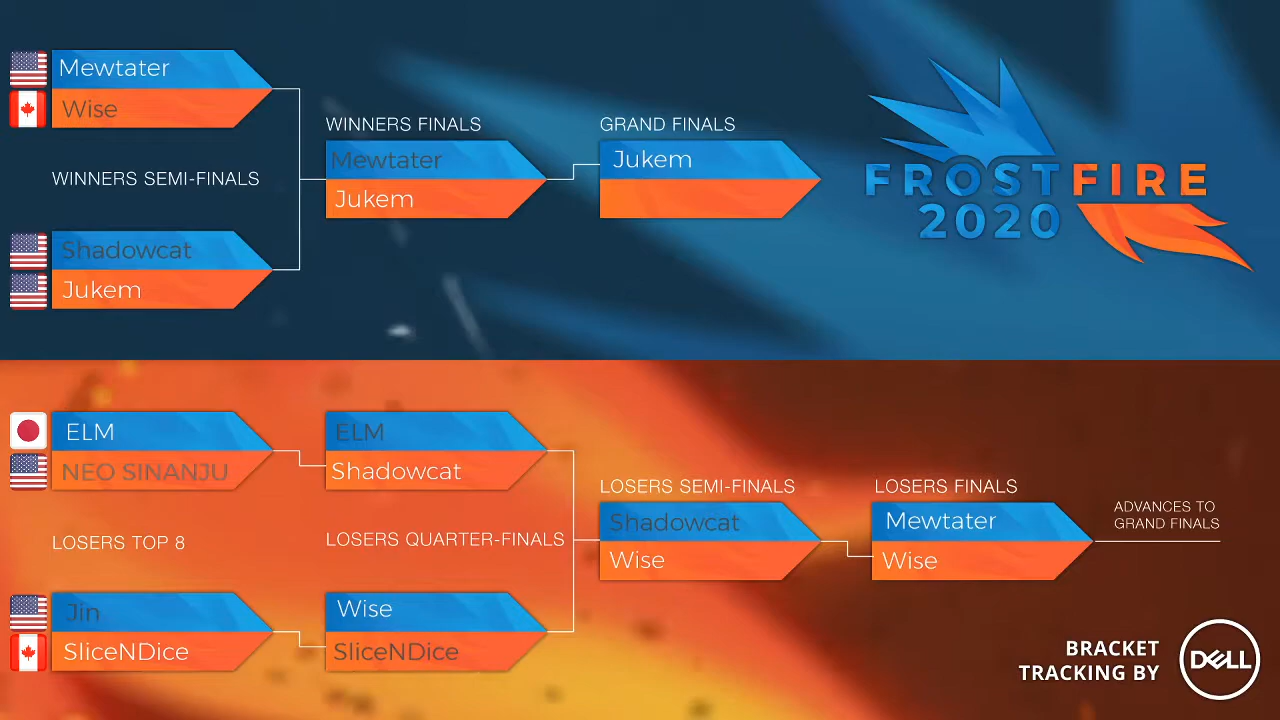 Mewtater
Wise
WINNERS SEMI-FINALS
Shadowcat
Jukem
WINNERS FINALS
Mewtater
Jukem
GRAND FINALS
Jukem
FROSTFIRE
2020
ELM
NEO SINANJU
LOSERS TOP 8
Jin
SliceNDice
ELM
Shadowcat
LOSERS QUARTER-FINALS
Wise
SliceNDice
LOSERS SEMI-FINALS
Shadowcat
Wise
LOSERS FINALS
Mewtater
Wise
ADVANCES TO
GRAND FINALS
BRACKET
TRACKING BY
DELL